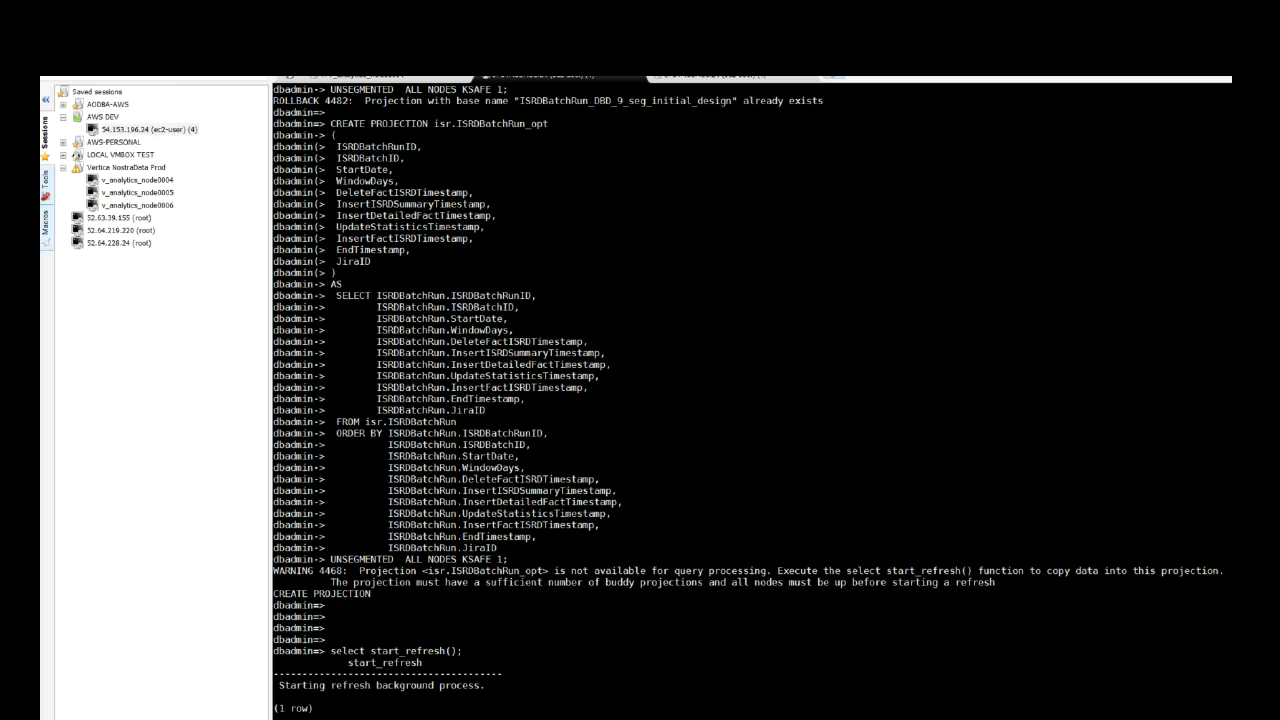 Saved sessions
AODBA-AWS
AWS DEV
54.153.196.24 (ec2-user) (4)
AWS-PERSONAL
LOCAL VMBOX TEST
Vertica NostraData Prod
v_analytics_node0004
v_analytics_node0005
v_analytics_node0006
52.63.39.155 (root)
52.64.219.220 (root)
52.64.228.24 (root)
Sessions
Tools
Macros
dbadmin-> UNSEGMENTED  ALL NODES KSAFE 1;
ROLLBACK 4482:  Projection with base name "ISRDBatchRun_DBD_9_seg_initial_design" already exists
dbadmin=>
dbadmin=> CREATE PROJECTION isr.ISRDBatchRun_opt
dbadmin-> (
dbadmin(>  ISRDBatchRunID,
dbadmin(>  ISRDBatchID,
dbadmin(>  StartDate,
dbadmin(>  WindowDays,
dbadmin(>  DeleteFactISRDTimestamp,
dbadmin(>  InsertISRDSummaryTimestamp,
dbadmin(>  InsertDetailedFactTimestamp,
dbadmin(>  UpdateStatisticsTimestamp,
dbadmin(>  InsertFactISRDTimestamp,
dbadmin(>  EndTimestamp,
dbadmin(>  JiraID
dbadmin(> )
dbadmin-> AS
dbadmin->  SELECT ISRDBatchRun.ISRDBatchRunID,
dbadmin->         ISRDBatchRun.ISRDBatchID,
dbadmin->         ISRDBatchRun.StartDate,
dbadmin->         ISRDBatchRun.WindowDays,
dbadmin->         ISRDBatchRun.DeleteFactISRDTimestamp,
dbadmin->         ISRDBatchRun.InsertISRDSummaryTimestamp,
dbadmin->         ISRDBatchRun.InsertDetailedFactTimestamp,
dbadmin->         ISRDBatchRun.UpdateStatisticsTimestamp,
dbadmin->         ISRDBatchRun.InsertFactISRDTimestamp,
dbadmin->         ISRDBatchRun.EndTimestamp,
dbadmin->         ISRDBatchRun.JiraID
dbadmin->  FROM isr.ISRDBatchRun
dbadmin->  ORDER BY ISRDBatchRun.ISRDBatchRunID,
dbadmin->           ISRDBatchRun.ISRDBatchID,
dbadmin->           ISRDBatchRun.StartDate,
dbadmin->           ISRDBatchRun.WindowDays,
dbadmin->           ISRDBatchRun.DeleteFactISRDTimestamp,
dbadmin->           ISRDBatchRun.InsertISRDSummaryTimestamp,
dbadmin->           ISRDBatchRun.InsertDetailedFactTimestamp,
dbadmin->           ISRDBatchRun.UpdateStatisticsTimestamp,
dbadmin->           ISRDBatchRun.InsertFactISRDTimestamp,
dbadmin->           ISRDBatchRun.EndTimestamp,
dbadmin->           ISRDBatchRun.JiraID
dbadmin-> UNSEGMENTED  ALL NODES KSAFE 1;
WARNING 4468:  Projection <isr.ISRDBatchRun_opt> is not available for query processing. Execute the select start_refresh() function to copy data into this projection.
The projection must have a sufficient number of buddy projections and all nodes must be up before starting a refresh
CREATE PROJECTION
dbadmin=>
dbadmin=>
dbadmin=>
dbadmin=>
dbadmin=> select start_refresh();
start_refresh
----------------------------------------
Starting refresh background process.
(1 row)